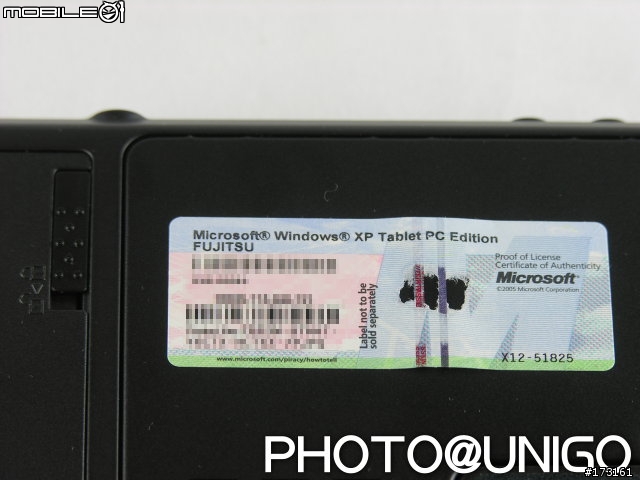 MOBILE01
Microsoft® Windows® XP Tablet PC Edition
FUJITSU
Proof of License
Certificate of Authenticity
Microsoft
©2005 Microsoft Corporation
Label not to be
sold separately
www.microsoft.com/piracy/howtotell
X12-51825
PHOTO@UNIGO
#173161